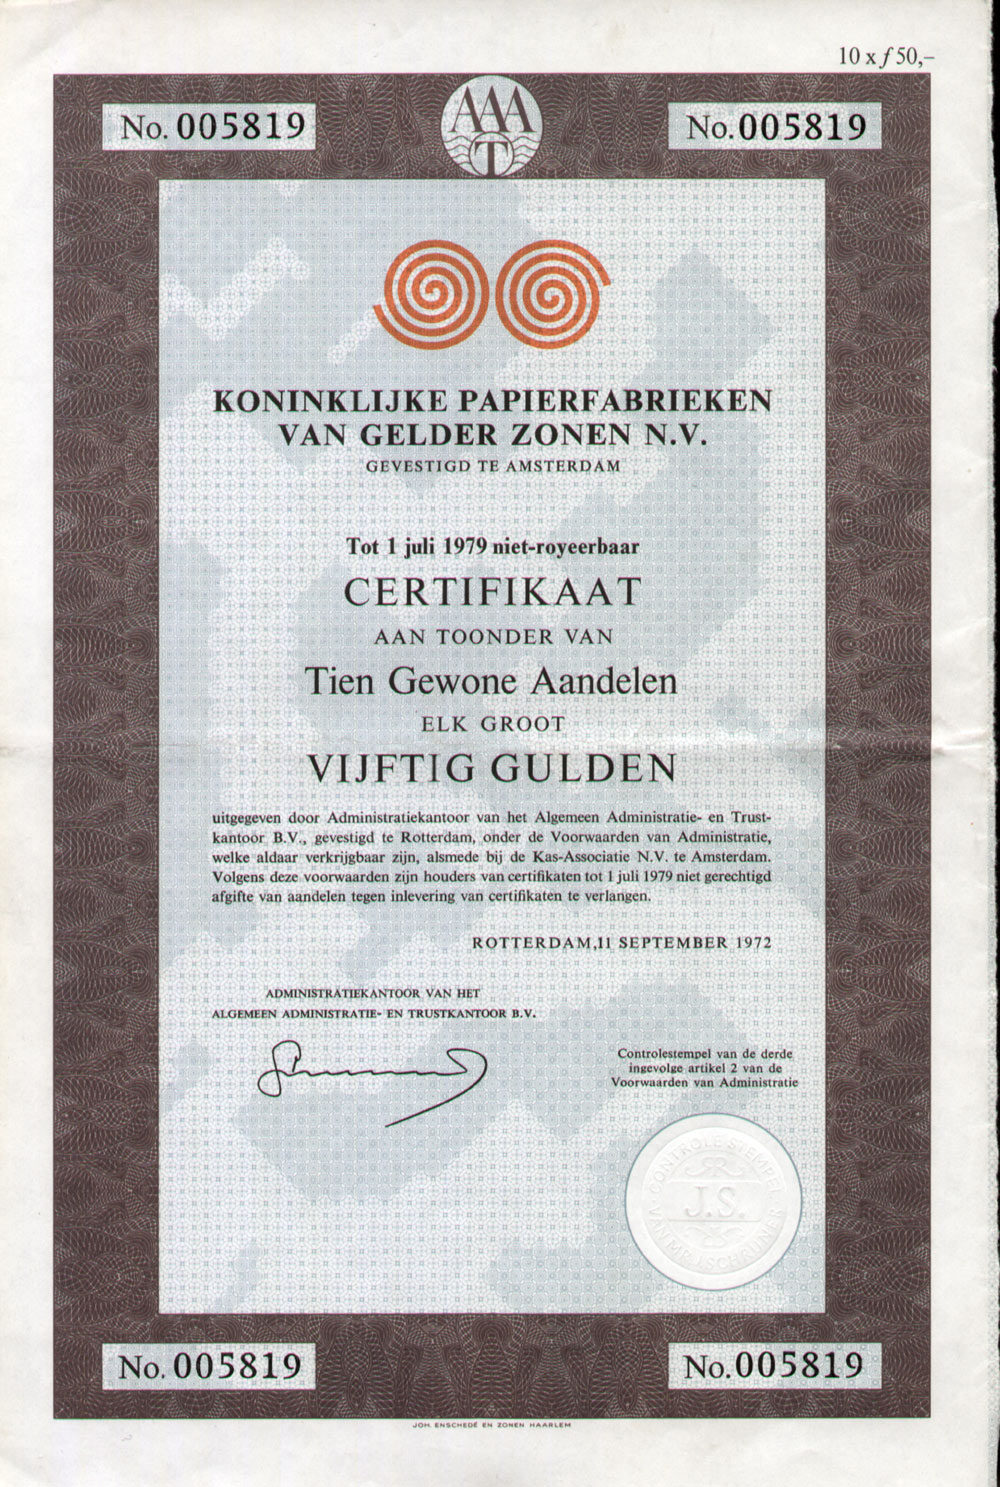 10 x ƒ 50,–
No. 005819
AAA
T
No. 005819
KONINKLIJKE PAPIERFABRIEKEN
VAN GELDER ZONEN N.V.
GEVESTIGD TE AMSTERDAM
Tot 1 juli 1979 niet-royeerbaar
CERTIFIKAAT
AAN TOONDER VAN
Tien Gewone Aandelen
ELK GROOT
VIJFTIG GULDEN
uitgegeven door Administratiekantoor van het Algemeen Administratie- en Trust-
kantoor B.V., gevestigd te Rotterdam, onder de Voorwaarden van Administratie,
welke aldaar verkrijgbaar zijn, alsmede bij de Kas-Associatie N.V. te Amsterdam.
Volgens deze voorwaarden zijn houders van certifikaten tot 1 juli 1979 niet gerechtigd
afgifte van aandelen tegen inlevering van certifikaten te verlangen.
ROTTERDAM, 11 SEPTEMBER 1972
ADMINISTRATIEKANTOOR VAN HET
ALGEMEEN ADMINISTRATIE- EN TRUSTKANTOOR B.V.
Controlestempel van de derde
ingevolge artikel 2 van de
Voorwaarden van Administratie
CONTROLE STEMPEL
J.S.
VAN MR. J. SCHRIJNER
No. 005819
No. 005819
JOH. ENSCHEDÉ EN ZONEN HAARLEM